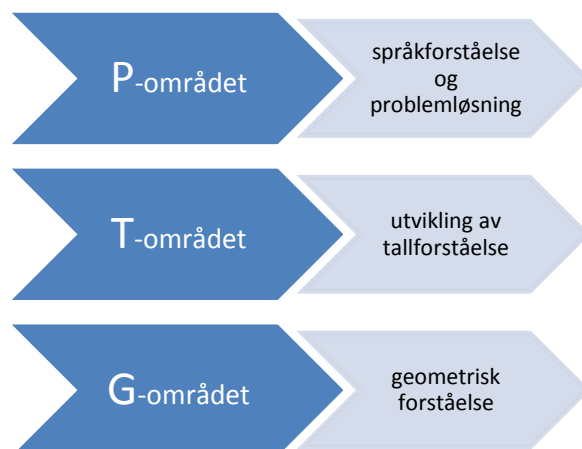 P-området
språkforståelse
og
problemløsning
T-området
utvikling av
tallforståelse
G-området
geometrisk
forståelse